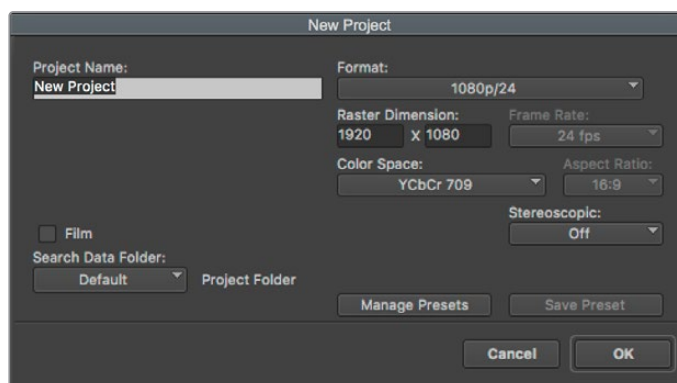 New Project
Project Name:
New Project
Format:
1080p/24
Raster Dimension:
Frame Rate:
1920 x 1080
24 fps
Color Space:
Aspect Ratio:
YCbCr 709
16:9
Stereoscopic:
Off
Film
Search Data Folder:
Default
Project Folder
Manage Presets
Save Preset
Cancel
OK